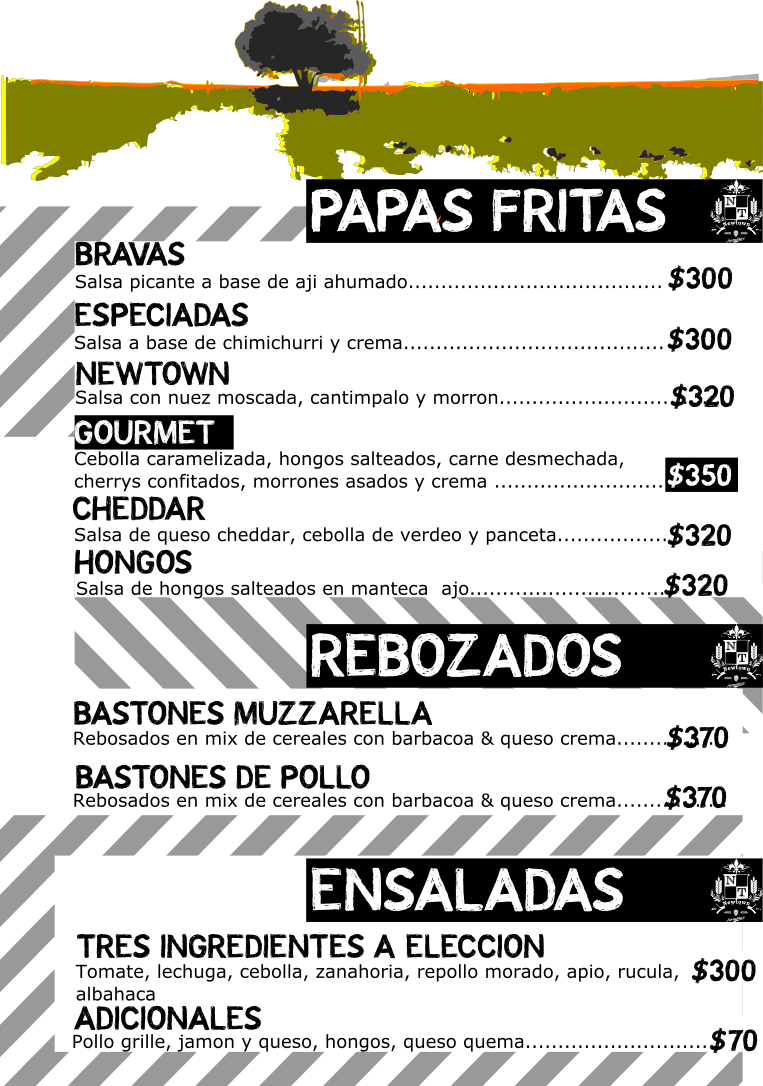 PAPAS FRITAS
N T
Newtown
BRAVAS
Salsa picante a base de aji ahumado....................................... $300
ESPECIADAS
Salsa a base de chimichurri y crema........................................ $300
NEWTOWN
Salsa con nuez moscada, cantimpalo y morron.......................... $320
GOURMET
Cebolla caramelizada, hongos salteados, carne desmechada,
cherrys confitados, morrones asados y crema .......................... $350
CHEDDAR
Salsa de queso cheddar, cebolla de verdeo y panceta................. $320
HONGOS
Salsa de hongos salteados en manteca  ajo.............................. $320
REBOZADOS
N T
Newtown
BASTONES MUZZARELLA
Rebosados en mix de cereales con barbacoa & queso crema............... $370
BASTONES DE POLLO
Rebosados en mix de cereales con barbacoa & queso crema................. $370
ENSALADAS
N T
Newtown
TRES INGREDIENTES A ELECCION
Tomate, lechuga, cebolla, zanahoria, repollo morado, apio, rucula, $300
albahaca
ADICIONALES
Pollo grille, jamon y queso, hongos, queso quema............................ $70